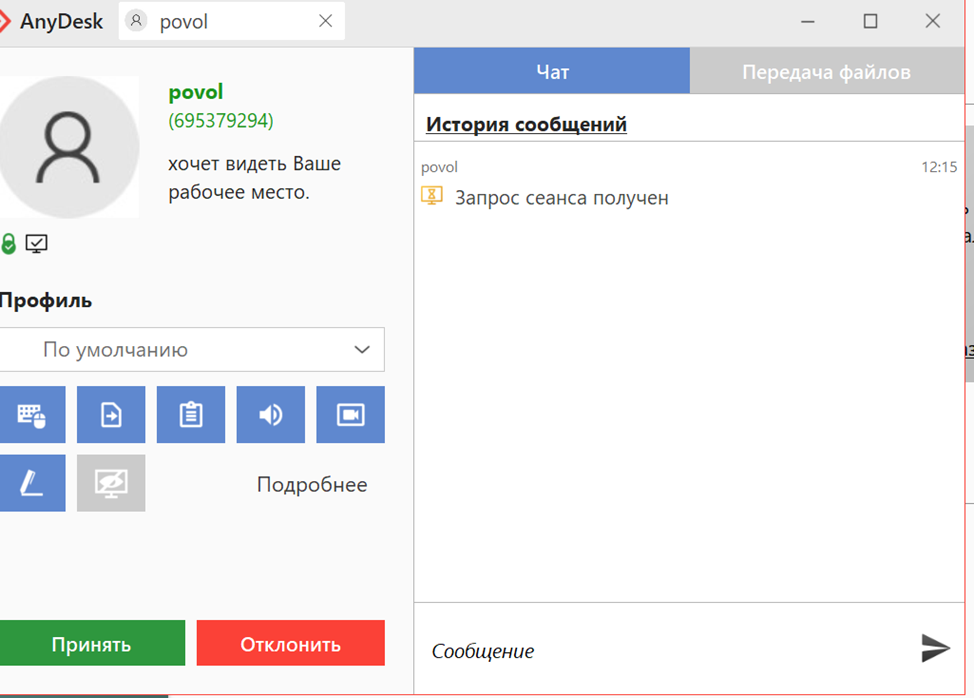 AnyDesk
povol
povol
(695379294)
хочет видеть Ваше
рабочее место.
Профиль
По умолчанию
Подробнее
Принять
Отклонить
Чат
Передача файлов
История сообщений
povol
12:15
Запрос сеанса получен
Сообщение